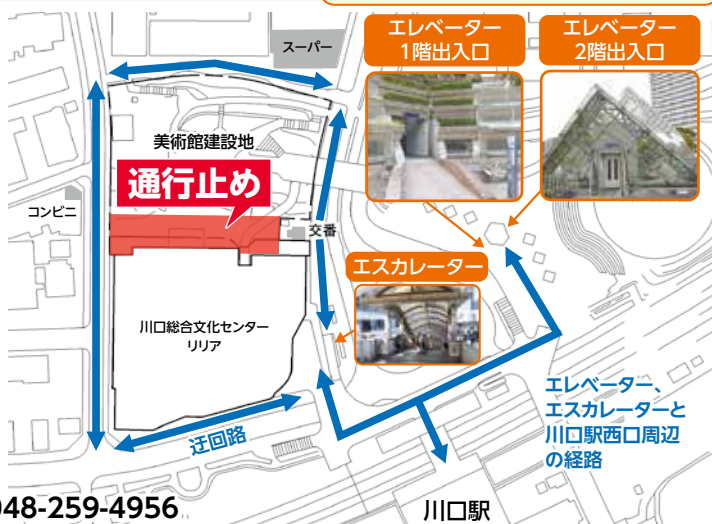 スーパー
エレベーター
1階出入口
エレベーター
2階出入口
美術館建設地
通行止め
コンビニ
交番
エスカレーター
川口総合文化センター
リリア
迂回路
エレベーター、
エスカレーターと
川口駅西口周辺
の経路
048-259-4956
川口駅